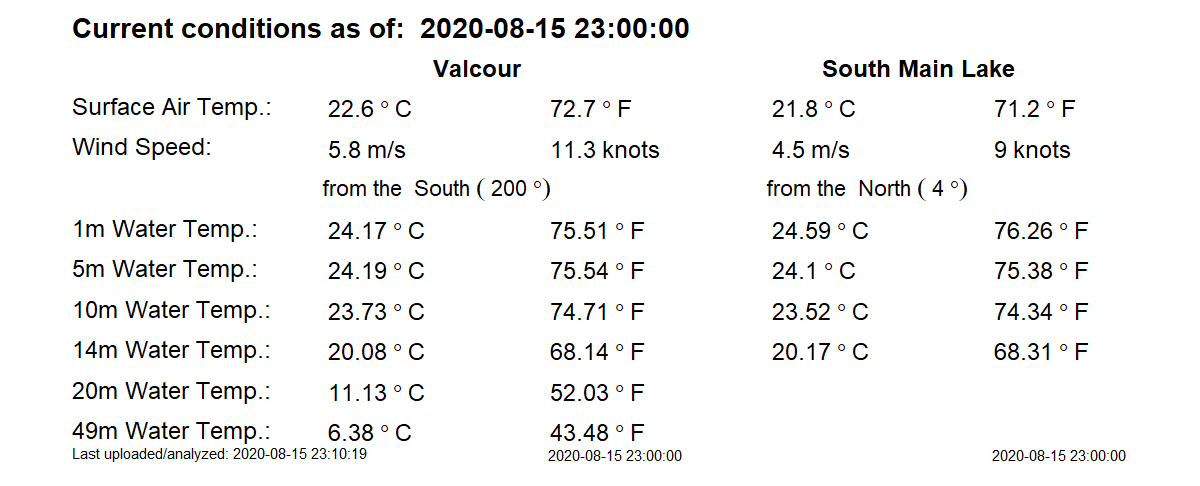 Current conditions as of: 2020-08-15 23:00:00
Valcour South Main Lake
Surface Air Temp.: 22.6 ° C 72.7 ° F 21.8 ° C 71.2 ° F
Wind Speed: 5.8 m/s 11.3 knots 4.5 m/s 9 knots
from the South ( 200 °) from the North ( 4 °)
1m Water Temp.: 24.17 ° C 75.51 ° F 24.59 ° C 76.26 ° F
5m Water Temp.: 24.19 ° C 75.54 ° F 24.1 ° C 75.38 ° F
10m Water Temp.: 23.73 ° C 74.71 ° F 23.52 ° C 74.34 ° F
14m Water Temp.: 20.08 ° C 68.14 ° F 20.17 ° C 68.31 ° F
20m Water Temp.: 11.13 ° C 52.03 ° F
49m Water Temp.: 6.38 ° C 43.48 ° F
Last uploaded/analyzed: 2020-08-15 23:10:19 2020-08-15 23:00:00 2020-08-15 23:00:00